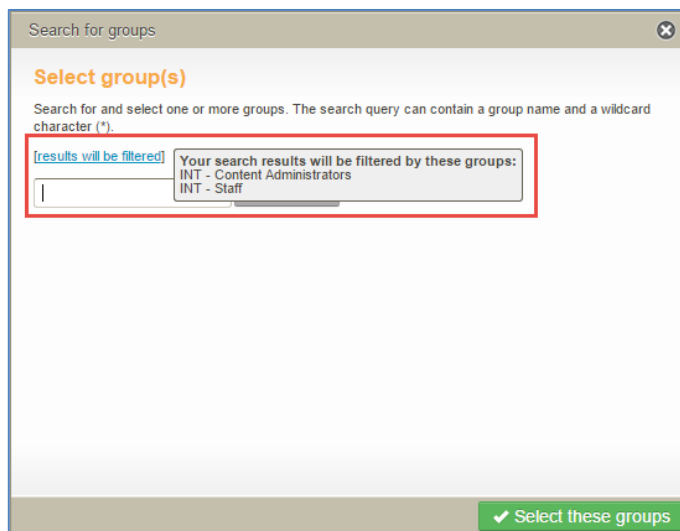 Search for groups
Select group(s)
Search for and select one or more groups. The search query can contain a group name and a wildcard
character (*).
[results will be filtered]
Your search results will be filtered by these groups:
INT - Content Administrators
INT - Staff
Select these groups